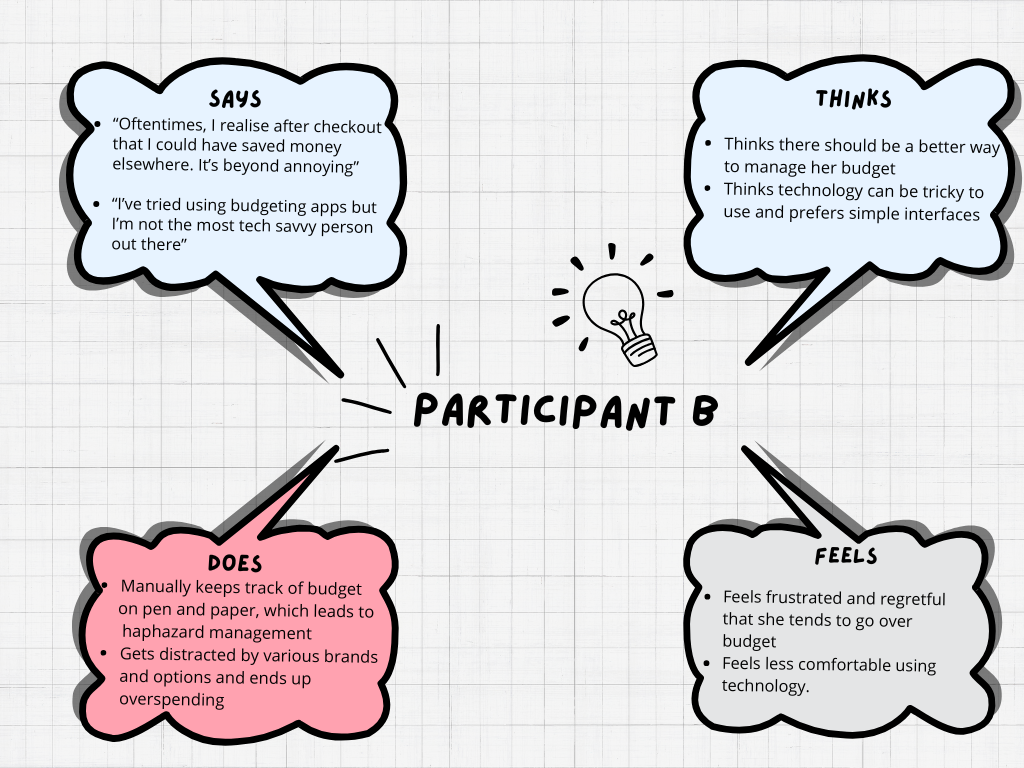 SAYS
• “Oftentimes, I realise after checkout
that I could have saved money
elsewhere. It’s beyond annoying”
• “I’ve tried using budgeting apps but
I’m not the most tech savvy person
out there”
THINKS
• Thinks there should be a better way
to manage her budget
• Thinks technology can be tricky to
use and prefers simple interfaces
PARTICIPANT B
DOES
• Manually keeps track of budget
on pen and paper, which leads to
haphazard management
• Gets distracted by various brands
and options and ends up
overspending
FEELS
• Feels frustrated and regretful
that she tends to go over
budget
• Feels less comfortable using
technology.